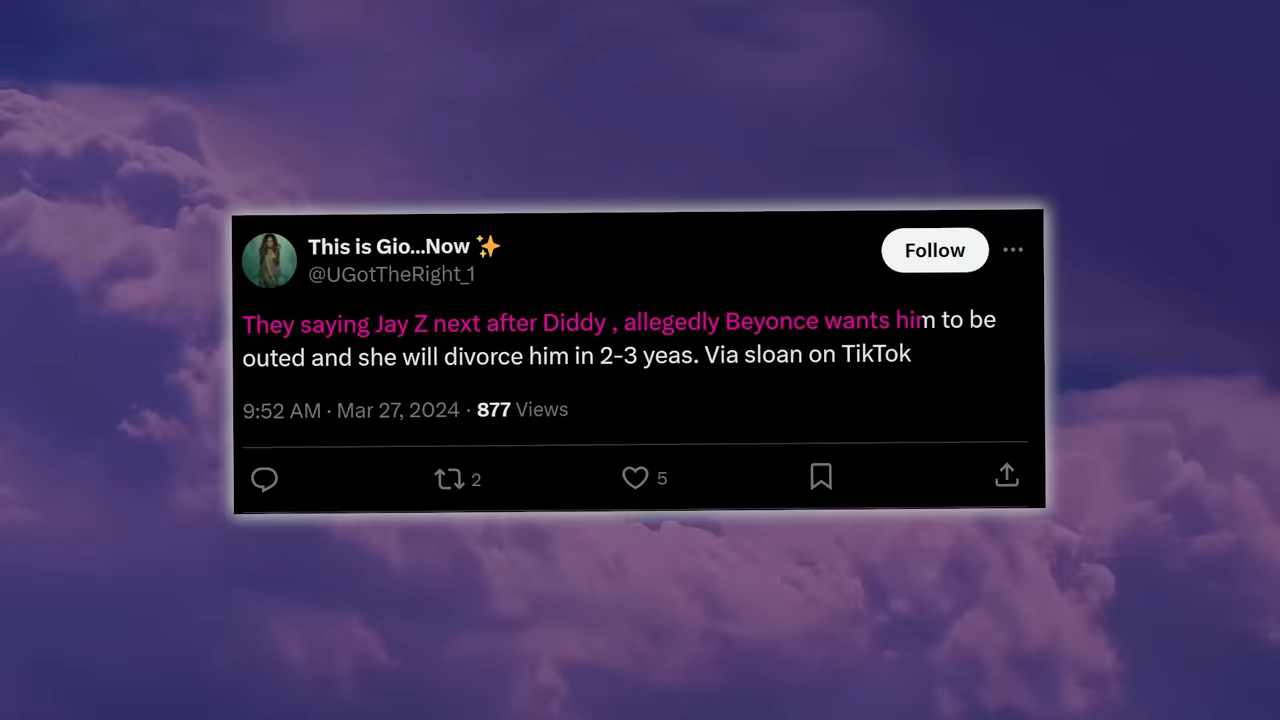 This is Gio...Now ✨
@UGotTheRight_1
Follow
They saying Jay Z next after Diddy , allegedly Beyonce wants him to be
outed and she will divorce him in 2-3 yeas. Via sloan on TikTok
9:52 AM · Mar 27, 2024 · 877 Views
2
5